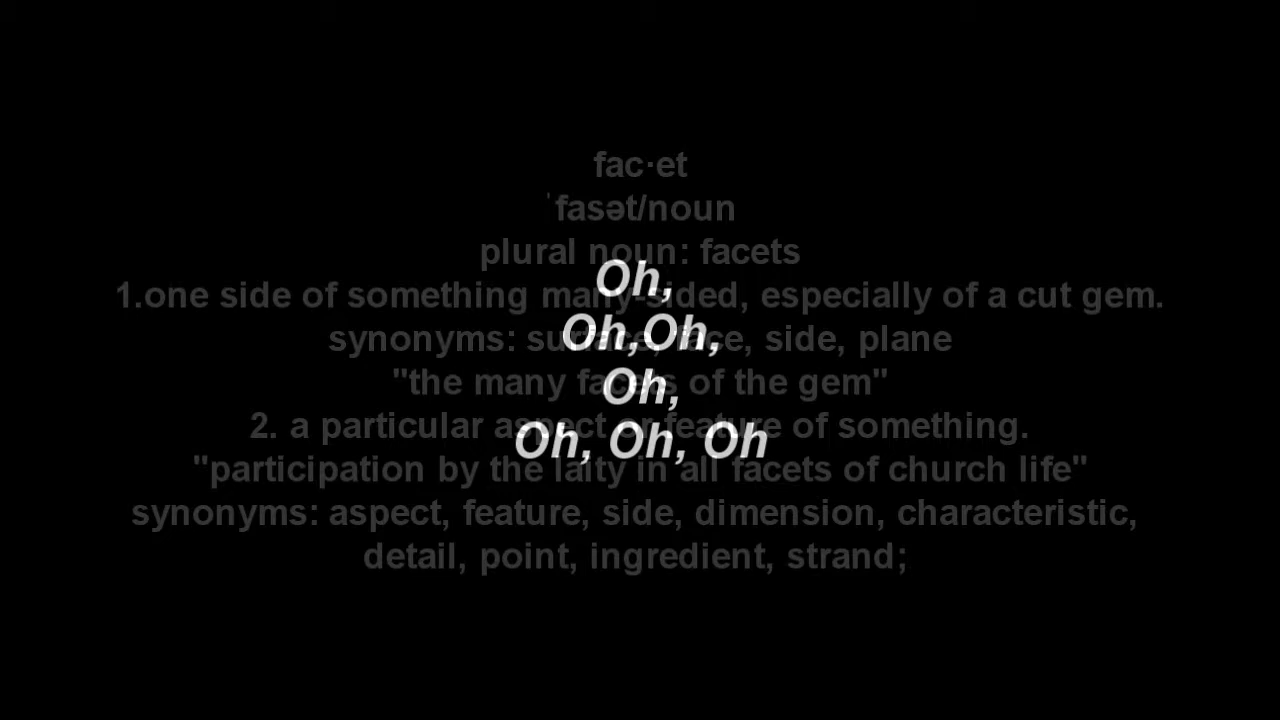 fac·et
ˈfasət/noun
plural noun: facets
Oh,
1.one side of something many-sided, especially of a cut gem.
Oh,Oh,
synonyms: surface, face, side, plane
"the many facets of the gem"
Oh,
2. a particular aspect or feature of something.
Oh, Oh, Oh
"participation by the laity in all facets of church life"
synonyms: aspect, feature, side, dimension, characteristic,
detail, point, ingredient, strand;